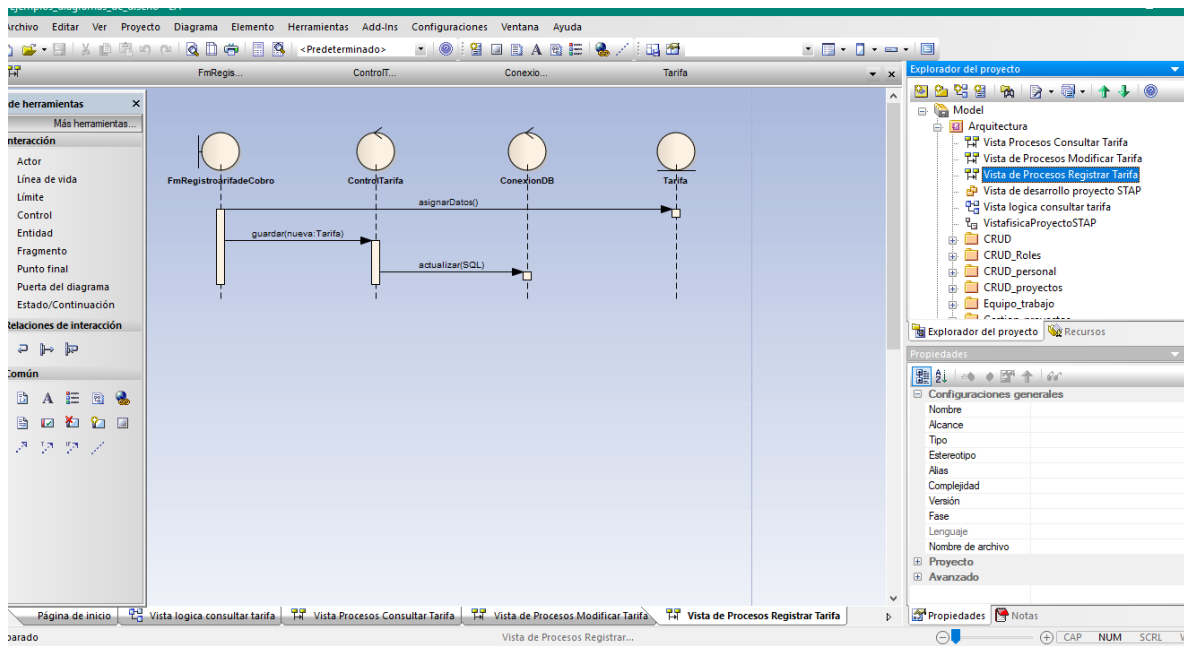 ejemplos_diagramas_de_diseño - EA
Archivo Editar Ver Proyecto Diagrama Elemento Herramientas Add-Ins Configuraciones Ventana Ayuda
<Predeterminado>
FmRegis... ControlT... Conexio... Tarifa
de herramientas
Más herramientas...
Interacción
Actor
Línea de vida
Límite
Control
Entidad
Fragmento
Punto final
Puerta del diagrama
Estado/Continuación
Relaciones de interacción
Común
FmRegistroarifadeCobro ControlTarifa ConexionDB Tarifa
asignarDatos()
guardar(nueva:Tarifa)
actualizar(SQL)
Explorador del proyecto
Model
Arquitectura
Vista Procesos Consultar Tarifa
Vista de Procesos Modificar Tarifa
Vista de Procesos Registrar Tarifa
Vista de desarrollo proyecto STAP
Vista logica consultar tarifa
VistafisicaProyectoSTAP
CRUD
CRUD_Roles
CRUD_personal
CRUD_proyectos
Equipo_trabajo
Explorador del proyecto Recursos
Propiedades
Configuraciones generales
Nombre
Alcance
Tipo
Estereotipo
Alias
Complejidad
Versión
Fase
Lenguaje
Nombre de archivo
Proyecto
Avanzado
Propiedades Notas
Página de inicio Vista logica consultar tarifa Vista Procesos Consultar Tarifa Vista de Procesos Modificar Tarifa Vista de Procesos Registrar Tarifa
parado Vista de Procesos Registrar... CAP NUM SCRL